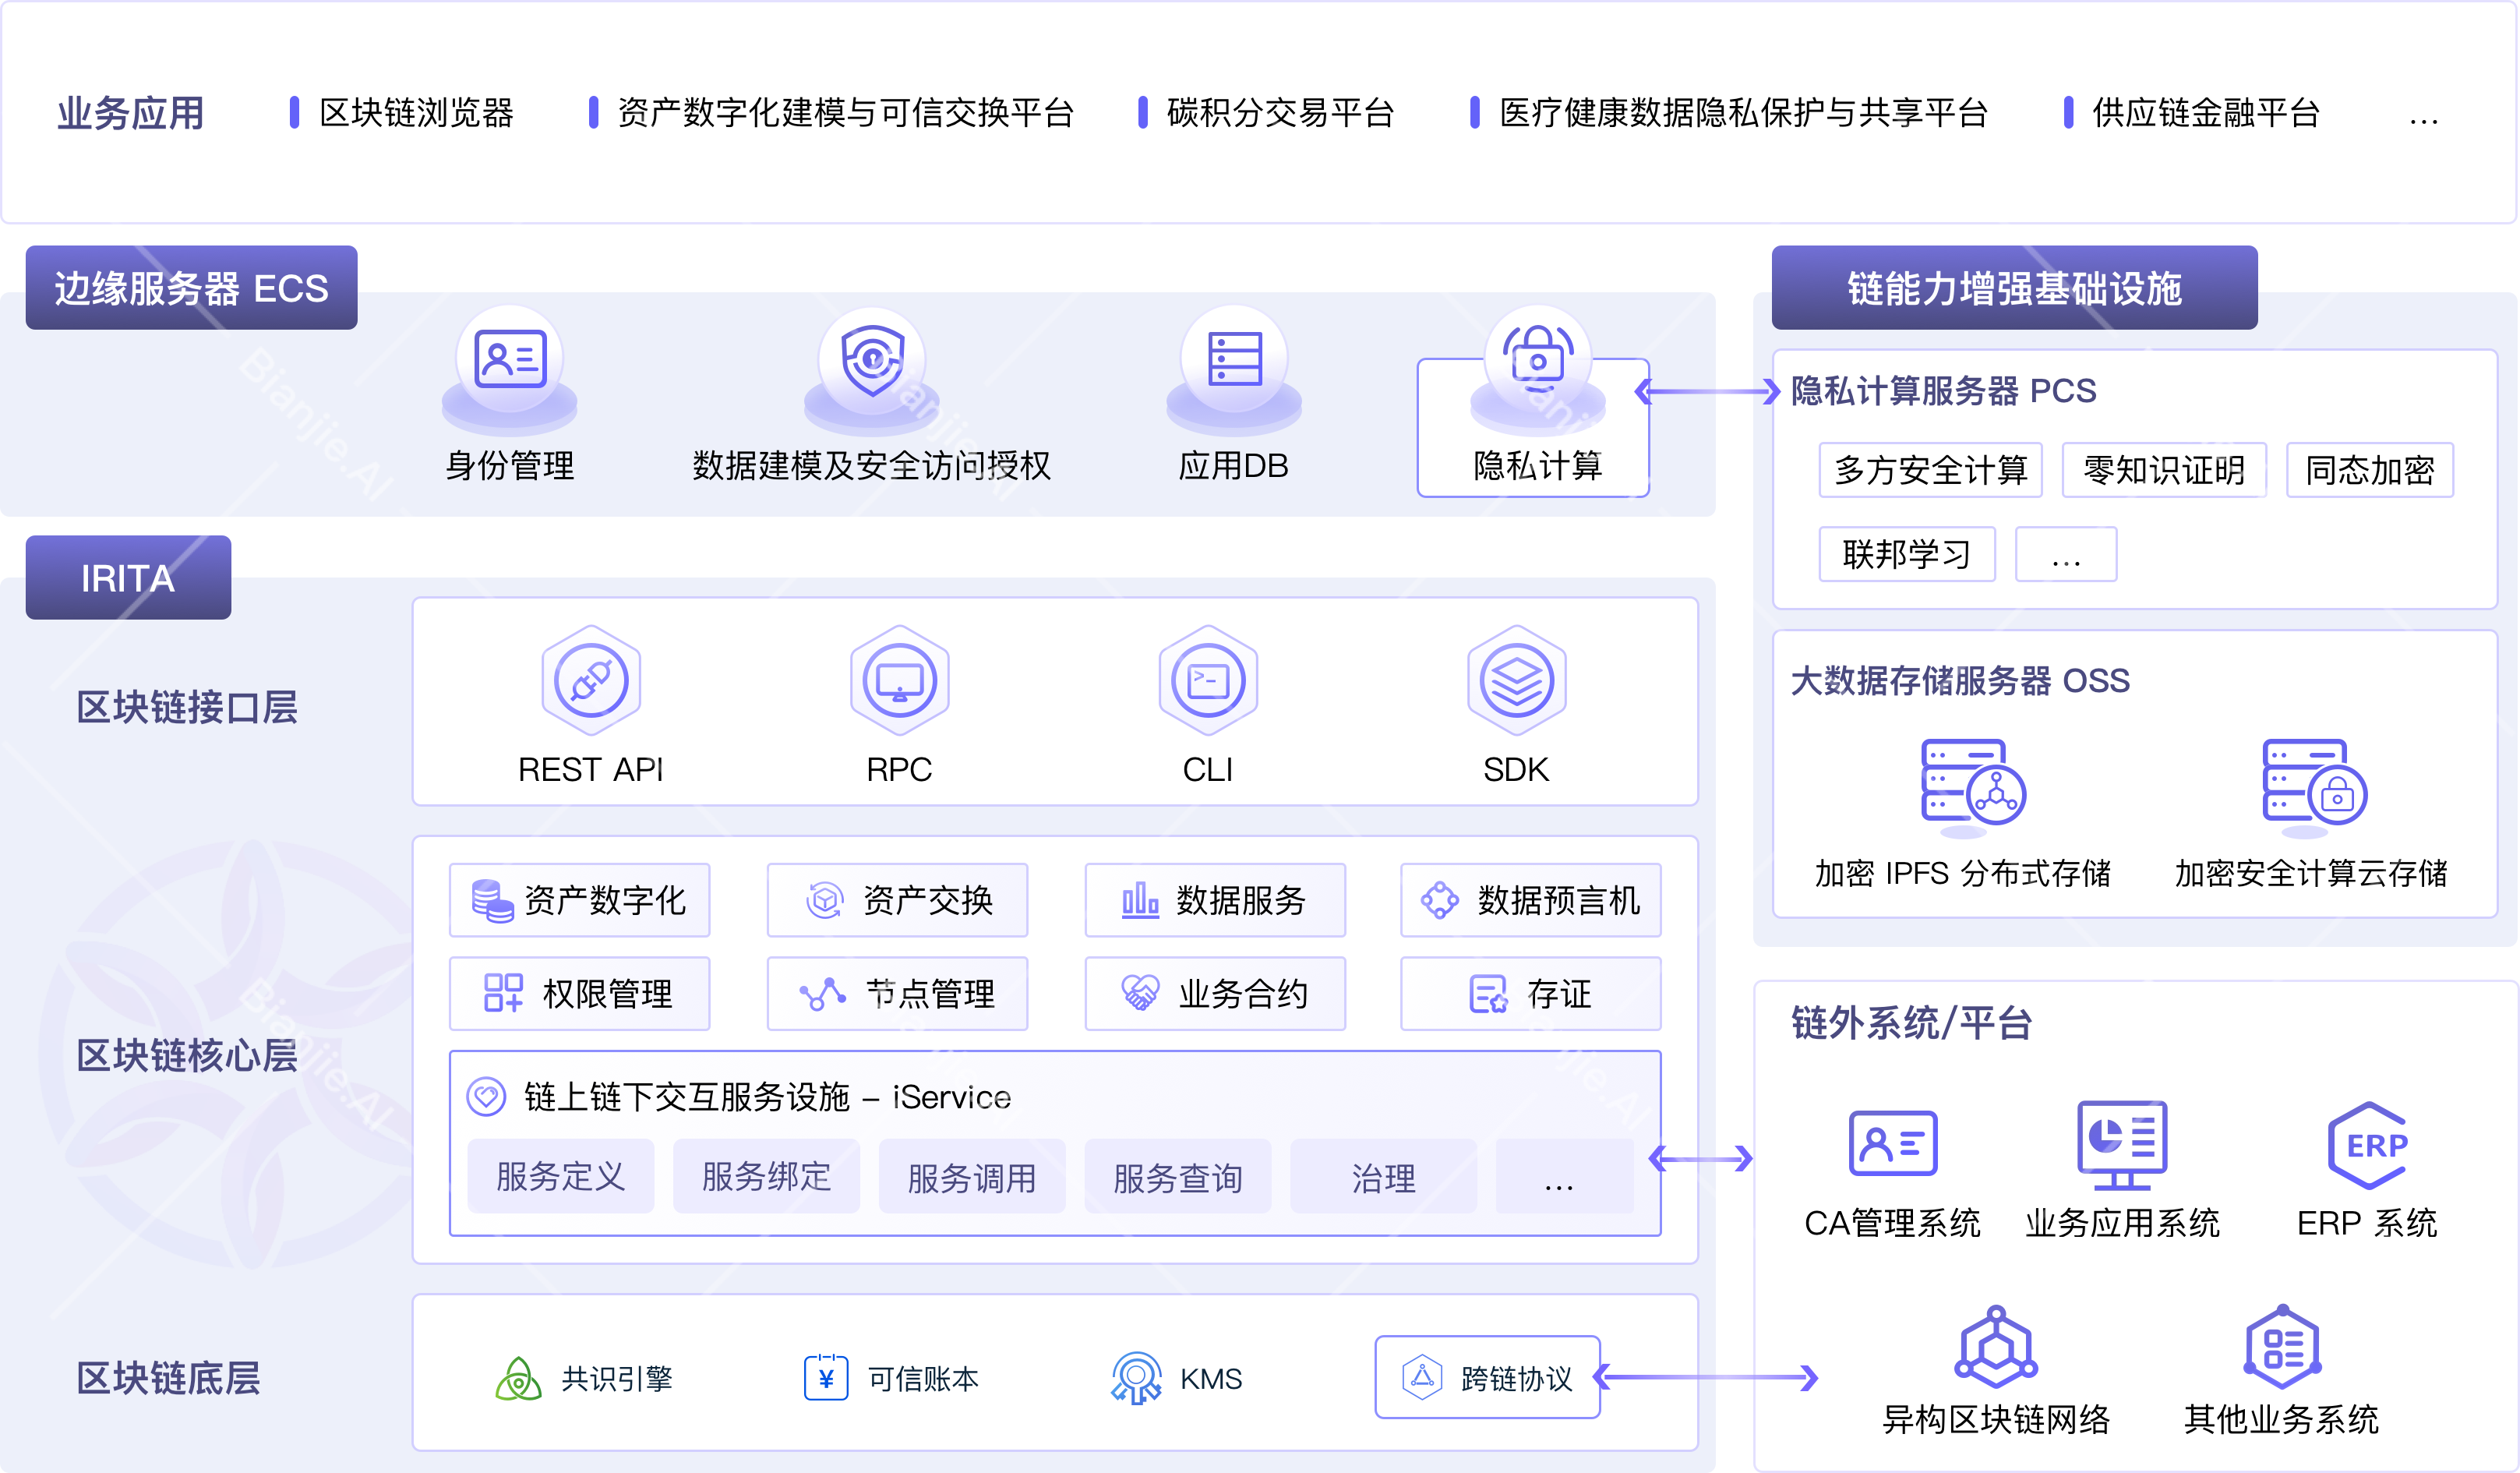 业务应用 区块链浏览器 资产数字化建模与可信交换平台 碳积分交易平台 医疗健康数据隐私保护与共享平台 供应链金融平台 ...
边缘服务器 ECS
身份管理 数据建模及安全访问授权 应用DB 隐私计算
链能力增强基础设施
隐私计算服务器 PCS
多方安全计算 零知识证明 同态加密
联邦学习 ...
大数据存储服务器 OSS
加密 IPFS 分布式存储 加密安全计算云存储
IRITA
区块链接口层
REST API RPC CLI SDK
区块链核心层
资产数字化 资产交换 数据服务 数据预言机
权限管理 节点管理 业务合约 存证
链上链下交互服务设施 – iService
服务定义 服务绑定 服务调用 服务查询 治理 ...
区块链底层
共识引擎 ¥ 可信账本 KMS 跨链协议
链外系统/平台
ERP
CA管理系统 业务应用系统 ERP 系统
异构区块链网络 其他业务系统
Bianjie.AI
Bianjie.AI
Bianjie.AI
Bianjie.AI
Bianjie.AI
Bianjie.AI